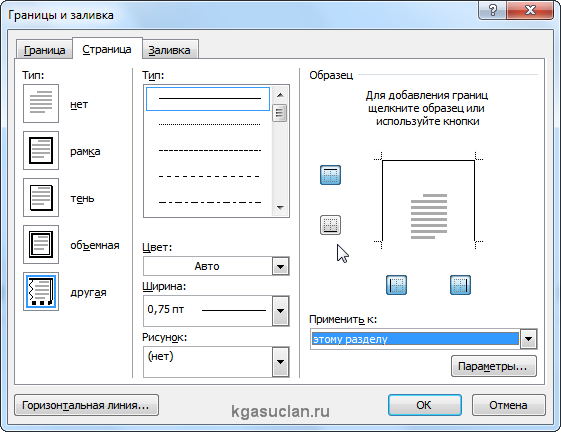 Границы и заливка
Граница
Страница
Заливка
Тип:
нет
рамка
тень
объемная
другая
Тип:
Цвет:
Авто
Ширина:
0,75 пт
Рисунок:
(нет)
Образец
Для добавления границ
щелкните образец или
используйте кнопки
Применить к:
этому разделу
Параметры...
Горизонтальная линия...
kgasuclan.ru
ОК
Отмена